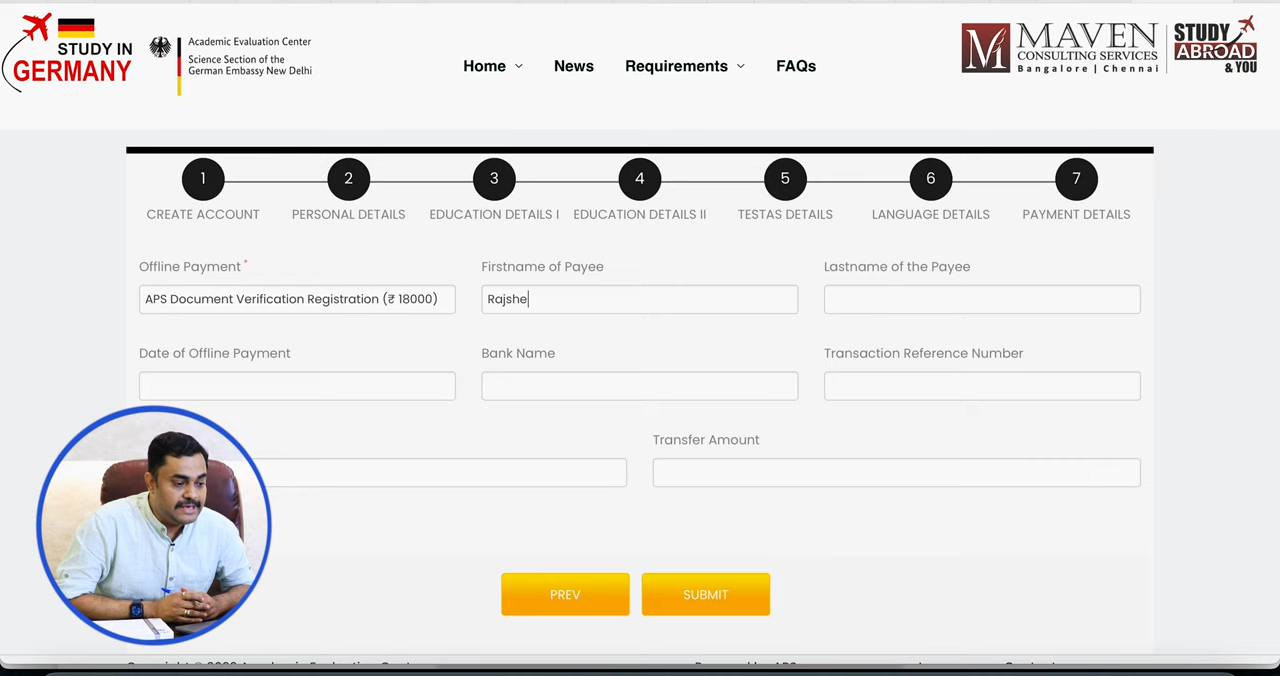 STUDY IN
GERMANY
Academic Evaluation Center
Science Section of the
German Embassy New Delhi
Home
News
Requirements
FAQs
M MAVEN
CONSULTING SERVICES
Bangalore | Chennai
STUDY
ABROAD
& YOU
1
2
3
4
5
6
7
CREATE ACCOUNT
PERSONAL DETAILS
EDUCATION DETAILS I
EDUCATION DETAILS II
TESTAS DETAILS
LANGUAGE DETAILS
PAYMENT DETAILS
Offline Payment *
Firstname of Payee
Lastname of the Payee
APS Document Verification Registration (₹ 18000)
Rajshe
Date of Offline Payment
Bank Name
Transaction Reference Number
Transfer Amount
PREV
SUBMIT